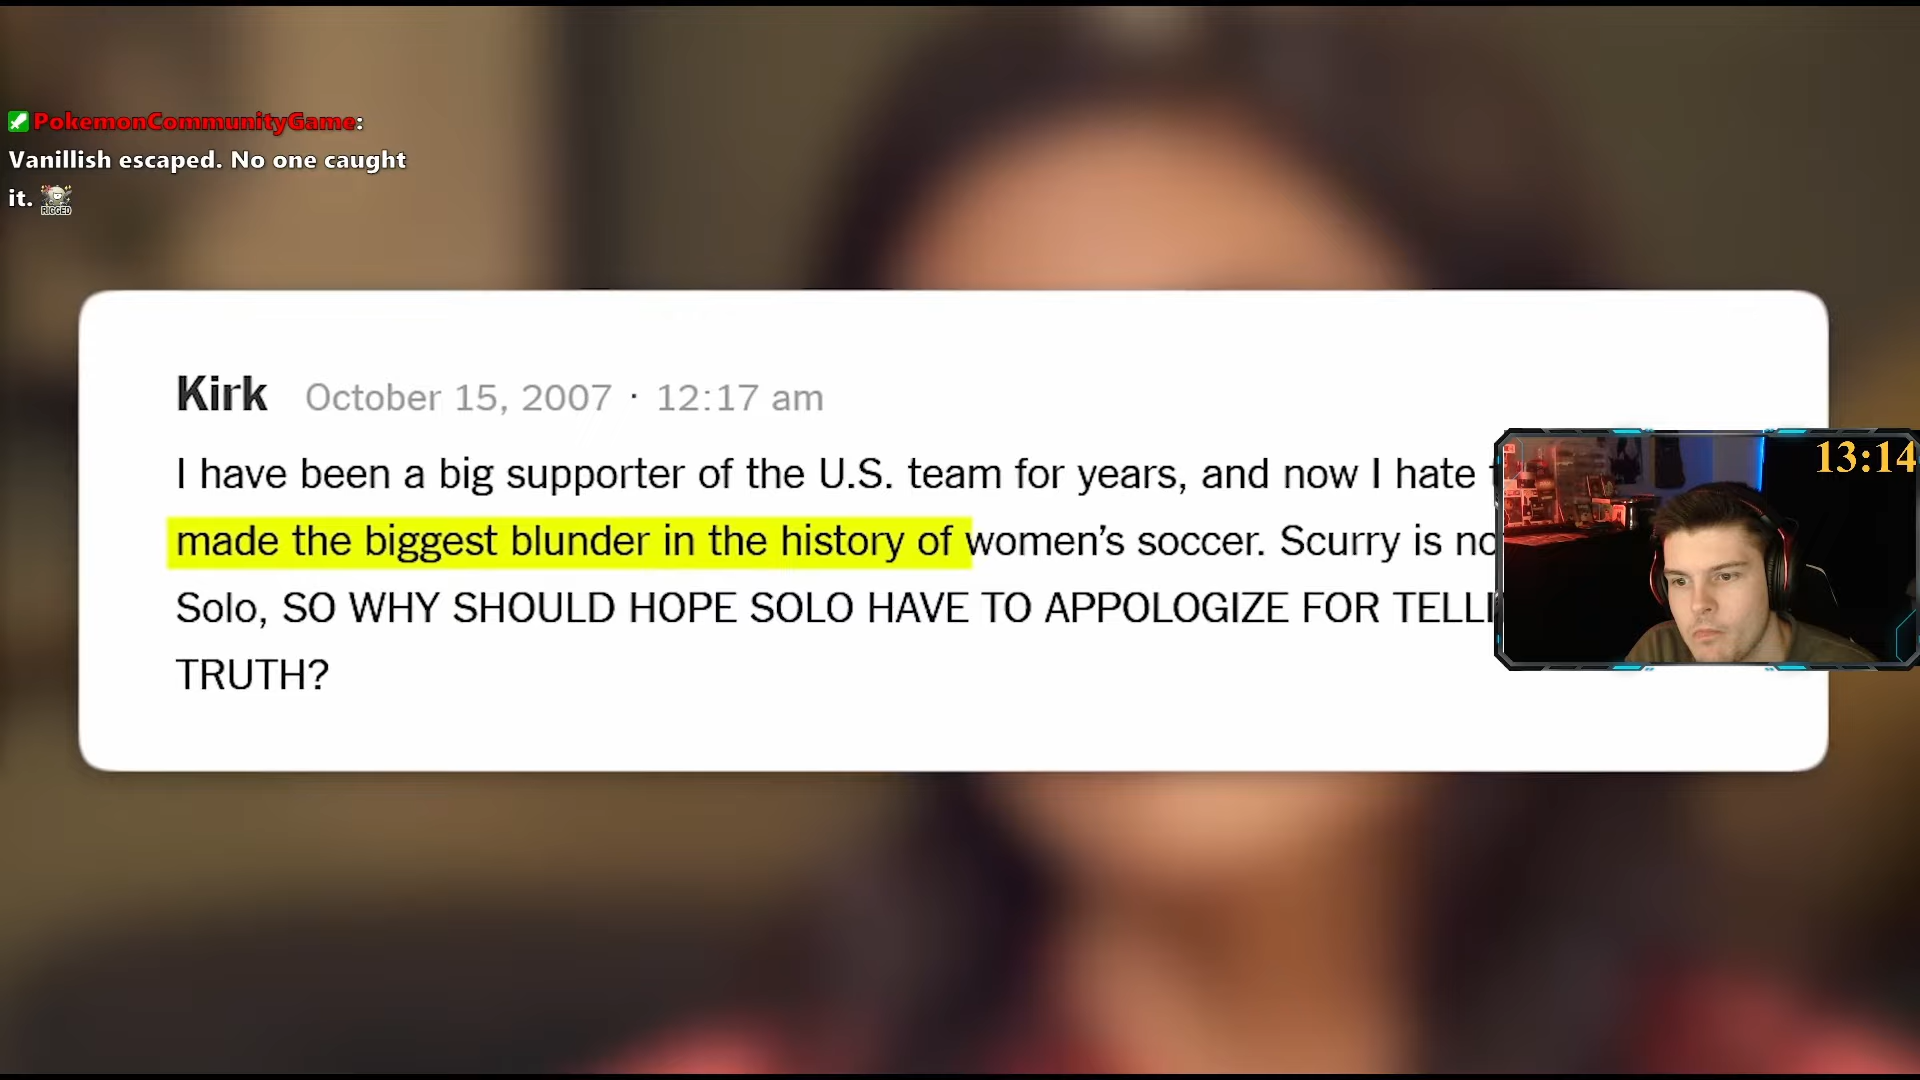 PokemonCommunityGame:
Vanillish escaped. No one caught
it.
RIGGED
Kirk October 15, 2007 · 12:17 am
I have been a big supporter of the U.S. team for years, and now I hate
made the biggest blunder in the history of women’s soccer. Scurry is
Solo, SO WHY SHOULD HOPE SOLO HAVE TO APPOLOGIZE FOR
TRUTH?
13:14